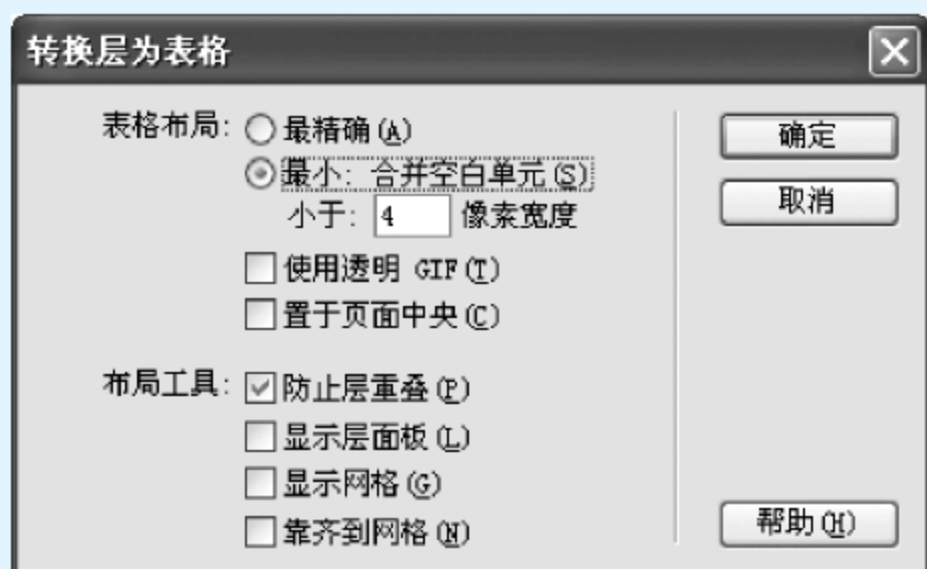 转换层为表格
表格布局: 最精确(A)
最小: 合并空白单元(S)
小于: 4 像素宽度
使用透明 GIF(T)
置于页面中央(C)
布局工具: 防止层重叠(P)
显示层面板(L)
显示网格(G)
靠齐到网格(N)
确定
取消
帮助(H)